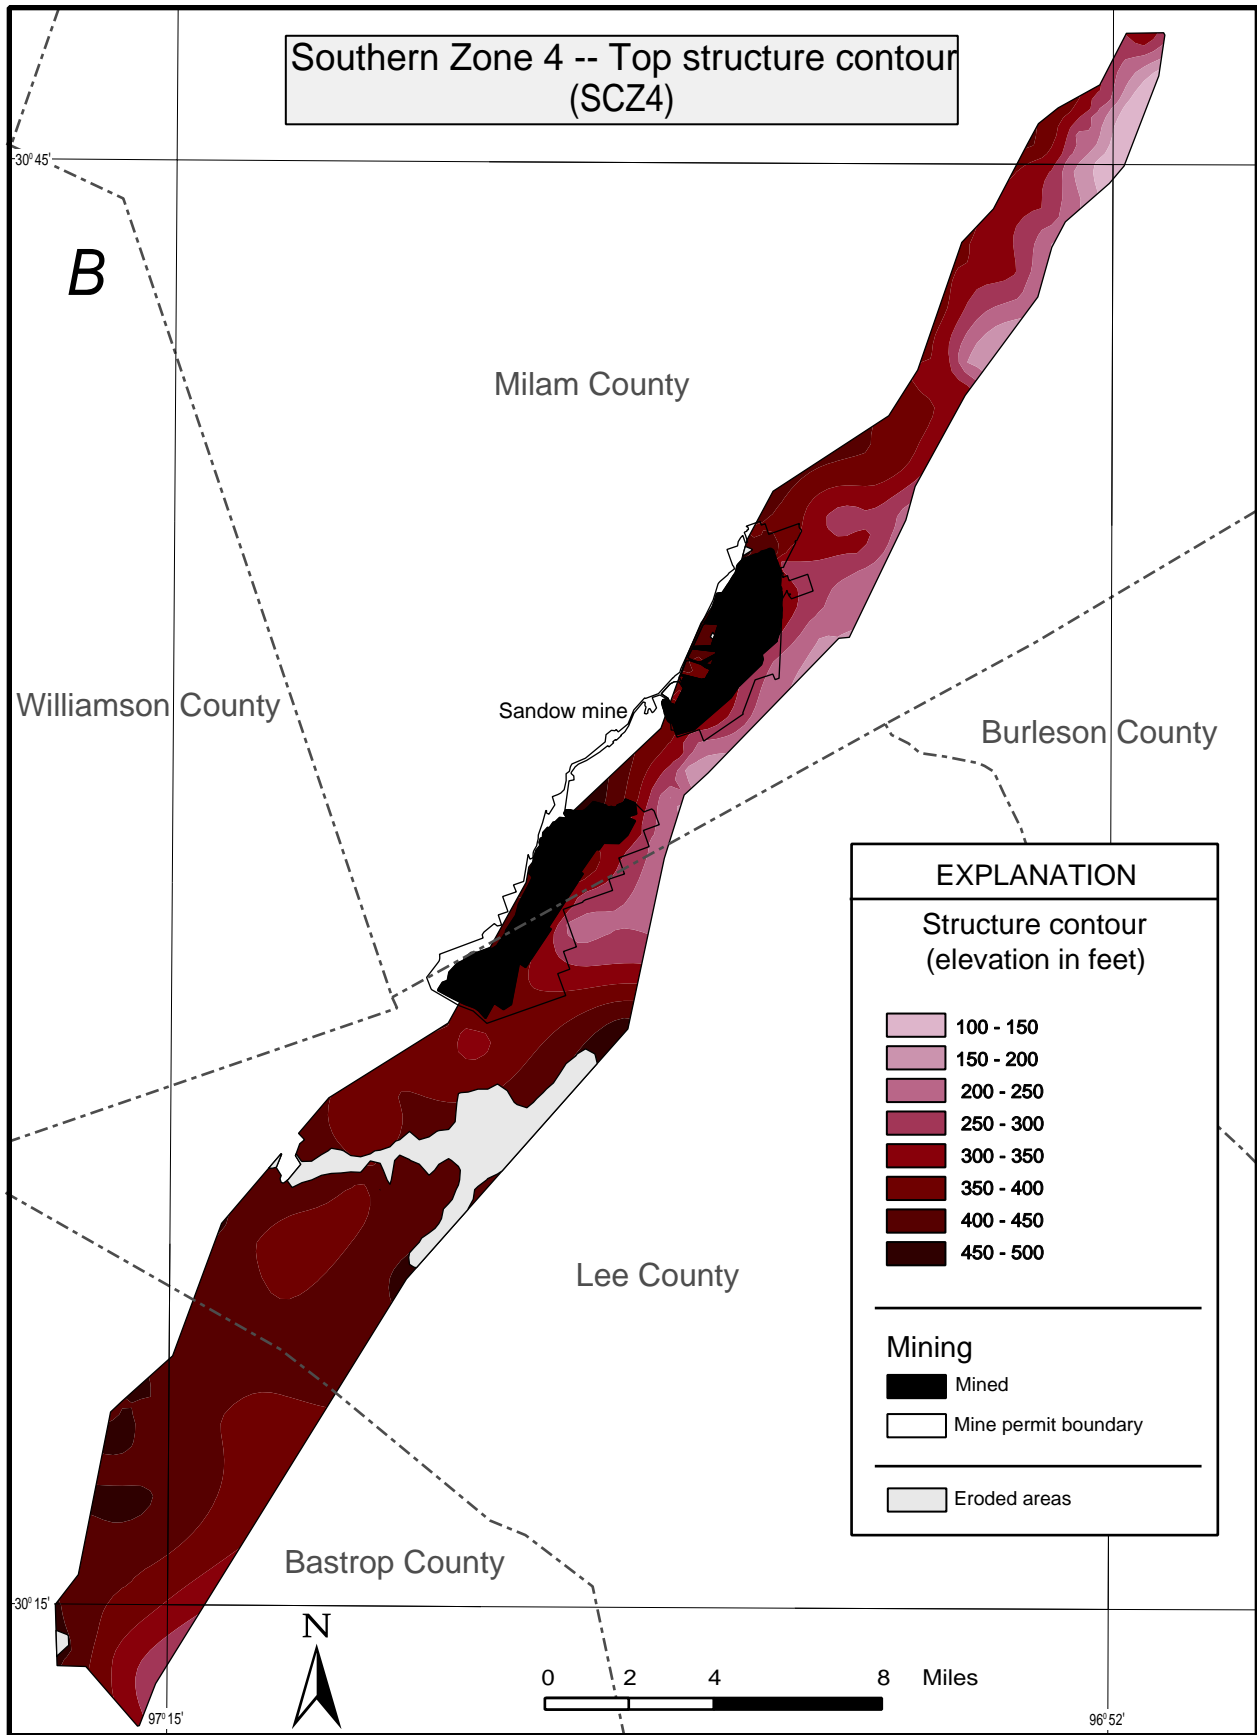 Southern Zone 4 -- Top structure contour
(SCZ4)
30° 45'
B
Milam County
Williamson County
Sandow mine
Burleson County
EXPLANATION
Structure contour
(elevation in feet)
100 - 150
150 - 200
200 - 250
250 - 300
300 - 350
350 - 400
400 - 450
450 - 500
Lee County
Mining
Mined
Mine permit boundary
Eroded areas
Bastrop County
30° 15'
N
0 2 4 8 Miles
97° 15'
96° 52'